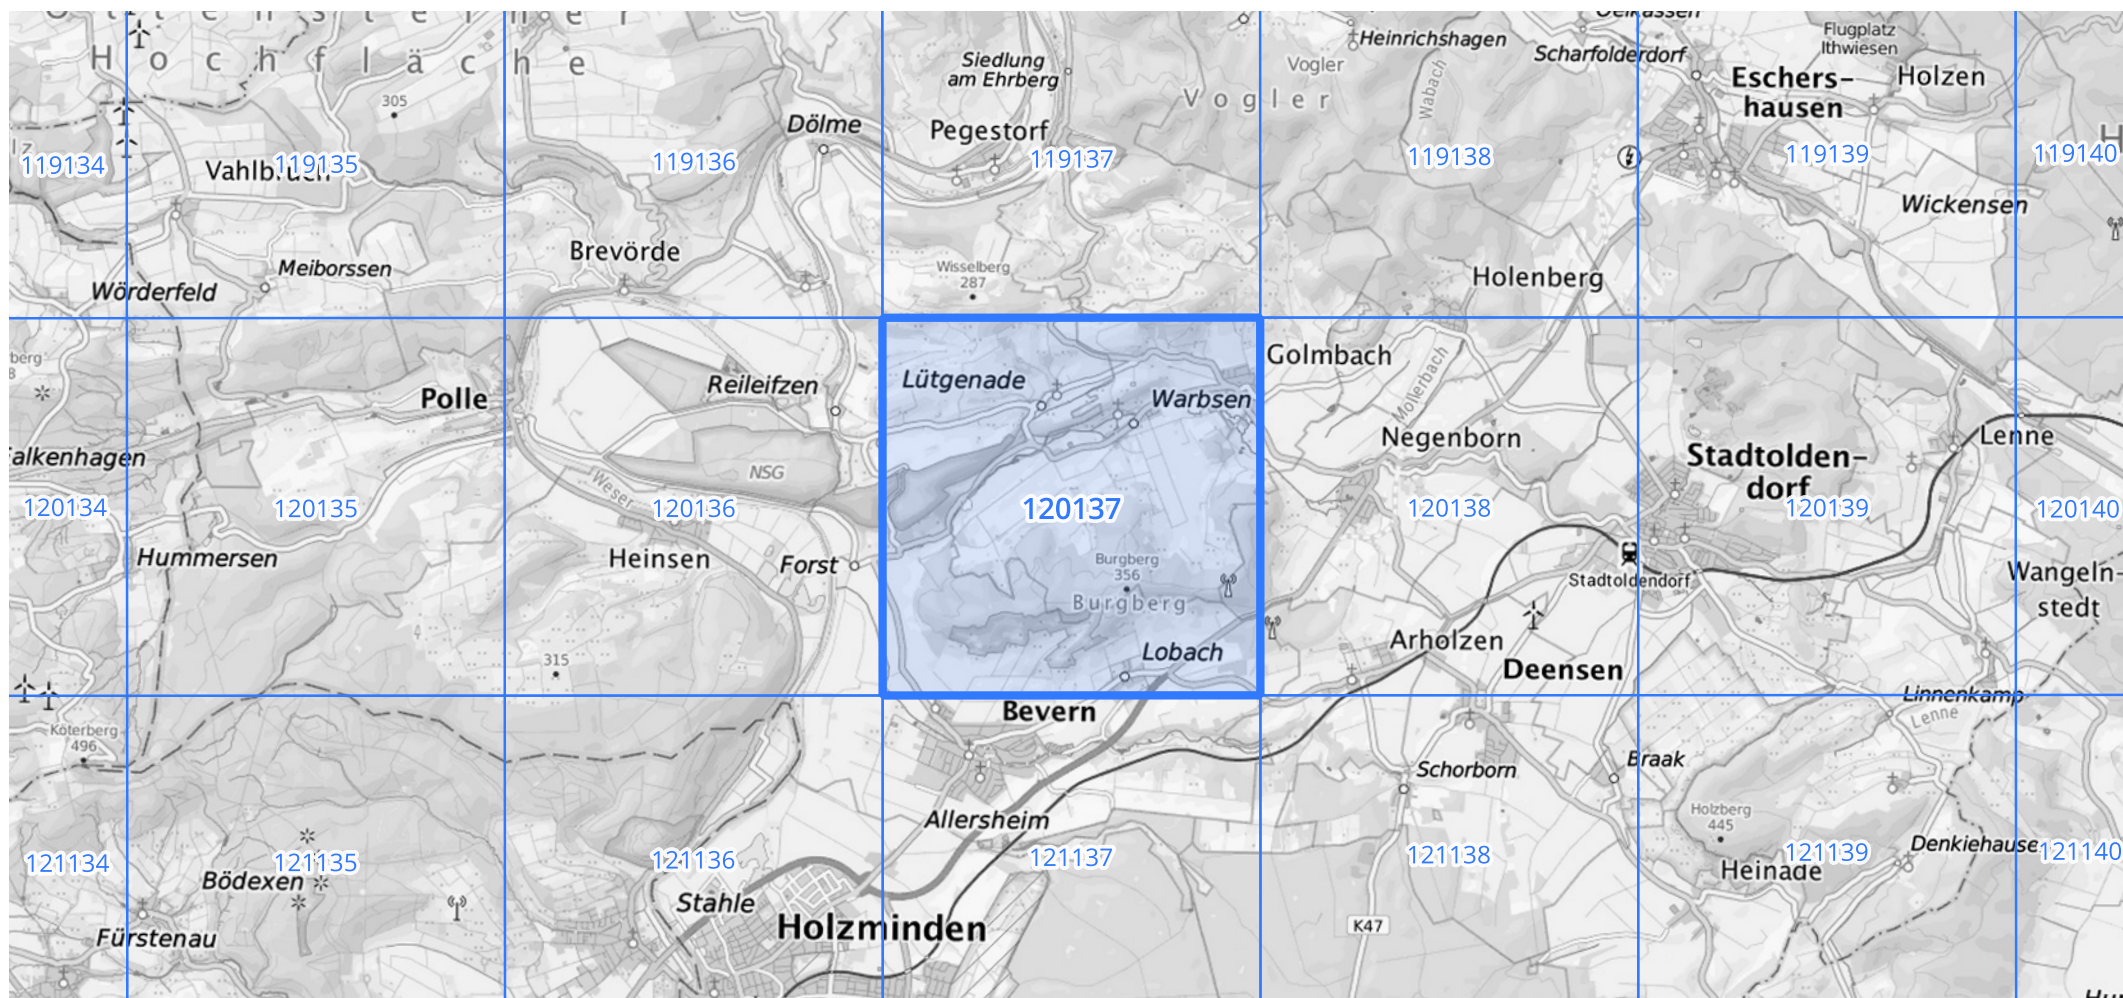 Hochfläche
305
Vahlbruch
Meiborssen
Wörderfeld
Brevörde
Dölme
Siedlung
am Ehrberg
Pegestorf
Wisselberg
287
Vogler
Vogler
Heinrichshagen
Wabach
Scharfolderdorf
Oelkassen
Flugplatz
Ithwiesen
Eschers-
hausen
Holzen
Wickensen
Holenberg
119134
119135
119136
119137
119138
119139
119140
Polle
Falkenhagen
Hummersen
Reileifzen
NSG
Weser
Heinsen
Forst
315
Lütgenade
Warbsen
Burgberg
356
Burgberg
Lobach
Golmbach
Mollerbach
Negenborn
Arholzen
Deensen
Stadtoldendorf
Stadtolden-
dorf
Lenne
Wangeln-
stedt
120134
120135
120136
120137
120138
120139
120140
Köterberg
496
Bödexen
Fürstenau
Stahle
Holzminden
Bevern
Allersheim
Schorborn
K47
Braak
Linnenkamp
Lenne
Holzberg
445
Heinade
Denkiehause
121134
121135
121136
121137
121138
121139
121140